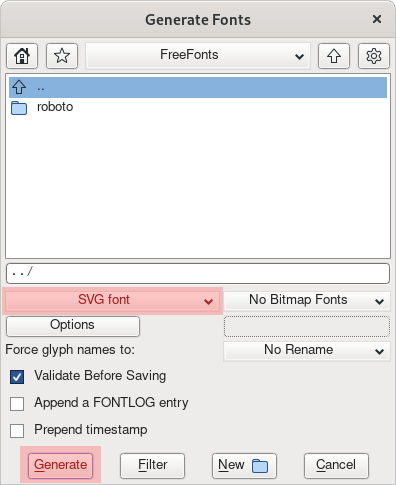 Generate Fonts
FreeFonts
..
roboto
../
SVG font No Bitmap Fonts
Options
Force glyph names to: No Rename
Validate Before Saving
Append a FONTLOG entry
Prepend timestamp
Generate Filter New Cancel